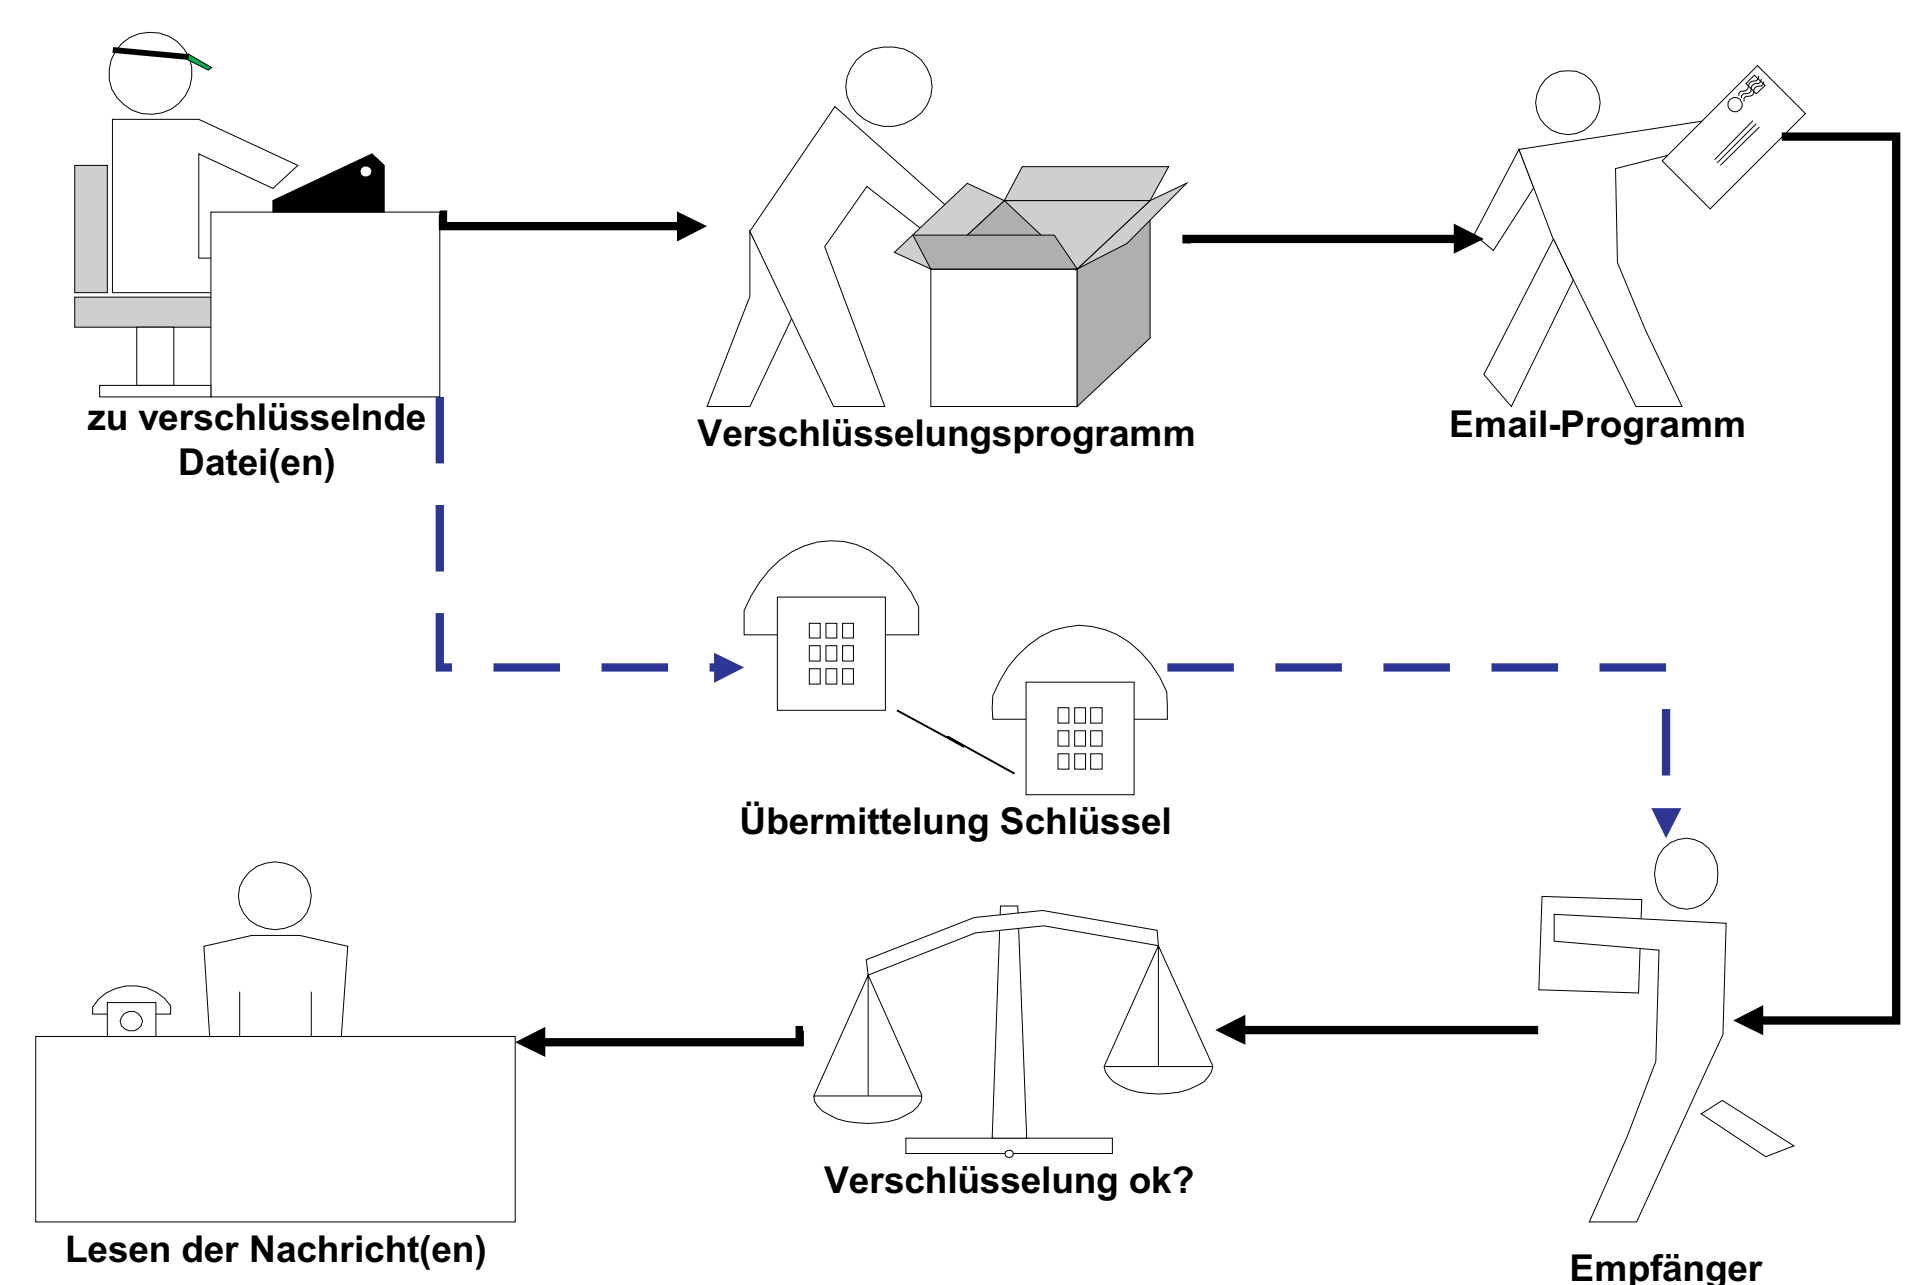 zu verschlüsselnde
Datei(en)
Verschlüsselungsprogramm
Email-Programm
Übermittelung Schlüssel
Verschlüsselung ok?
Lesen der Nachricht(en)
Empfänger